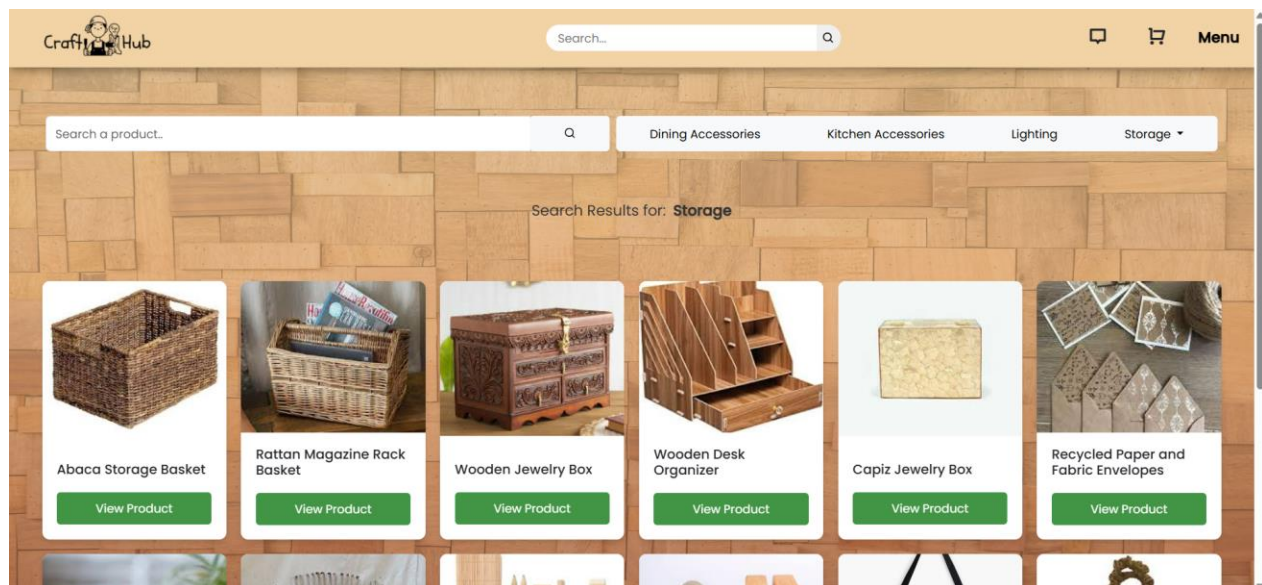 Craft Hub
Search...
Menu
Search a product..
Dining Accessories
Kitchen Accessories
Lighting
Storage
Search Results for: Storage
Abaca Storage Basket
Rattan Magazine Rack
Basket
Wooden Jewelry Box
Wooden Desk
Organizer
Capiz Jewelry Box
Recycled Paper and
Fabric Envelopes
View Product
View Product
View Product
View Product
View Product
View Product